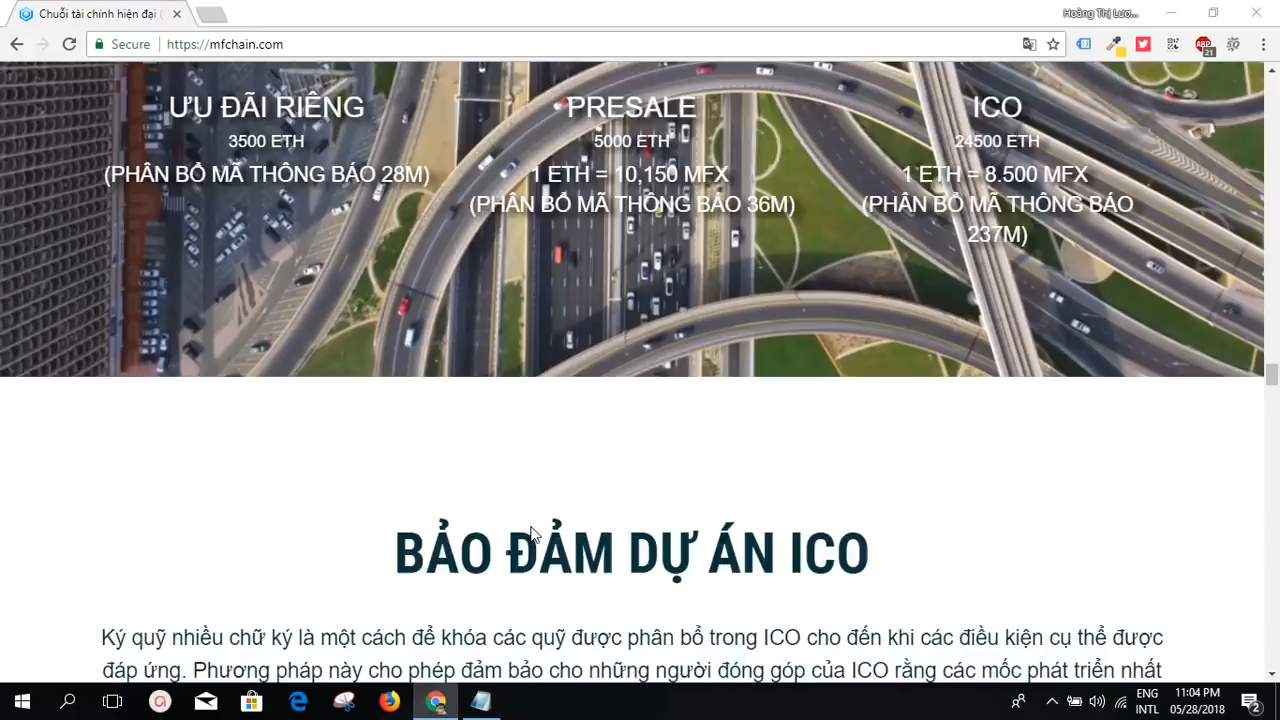 Chuỗi tài chính hiện đại (
Hoàng Thị Lươ...
Secure
https://mfchain.com
ABP
21
ƯU ĐÃI RIÊNG
3500 ETH
(PHÂN BỔ MÃ THÔNG BÁO 28M)
PRESALE
5000 ETH
1 ETH = 10,150 MFX
(PHÂN BỔ MÃ THÔNG BÁO 36M)
ICO
24500 ETH
1 ETH = 8.500 MFX
(PHÂN BỔ MÃ THÔNG BÁO
237M)
BẢO ĐẢM DỰ ÁN ICO
Ký quỹ nhiều chữ ký là một cách để khóa các quỹ được phân bổ trong ICO cho đến khi các điều kiện cụ thể được
đáp ứng. Phương pháp này cho phép đảm bảo cho những người đóng góp của ICO rằng các mốc phát triển nhất
ENG
INTL
11:04 PM
05/28/2018
2